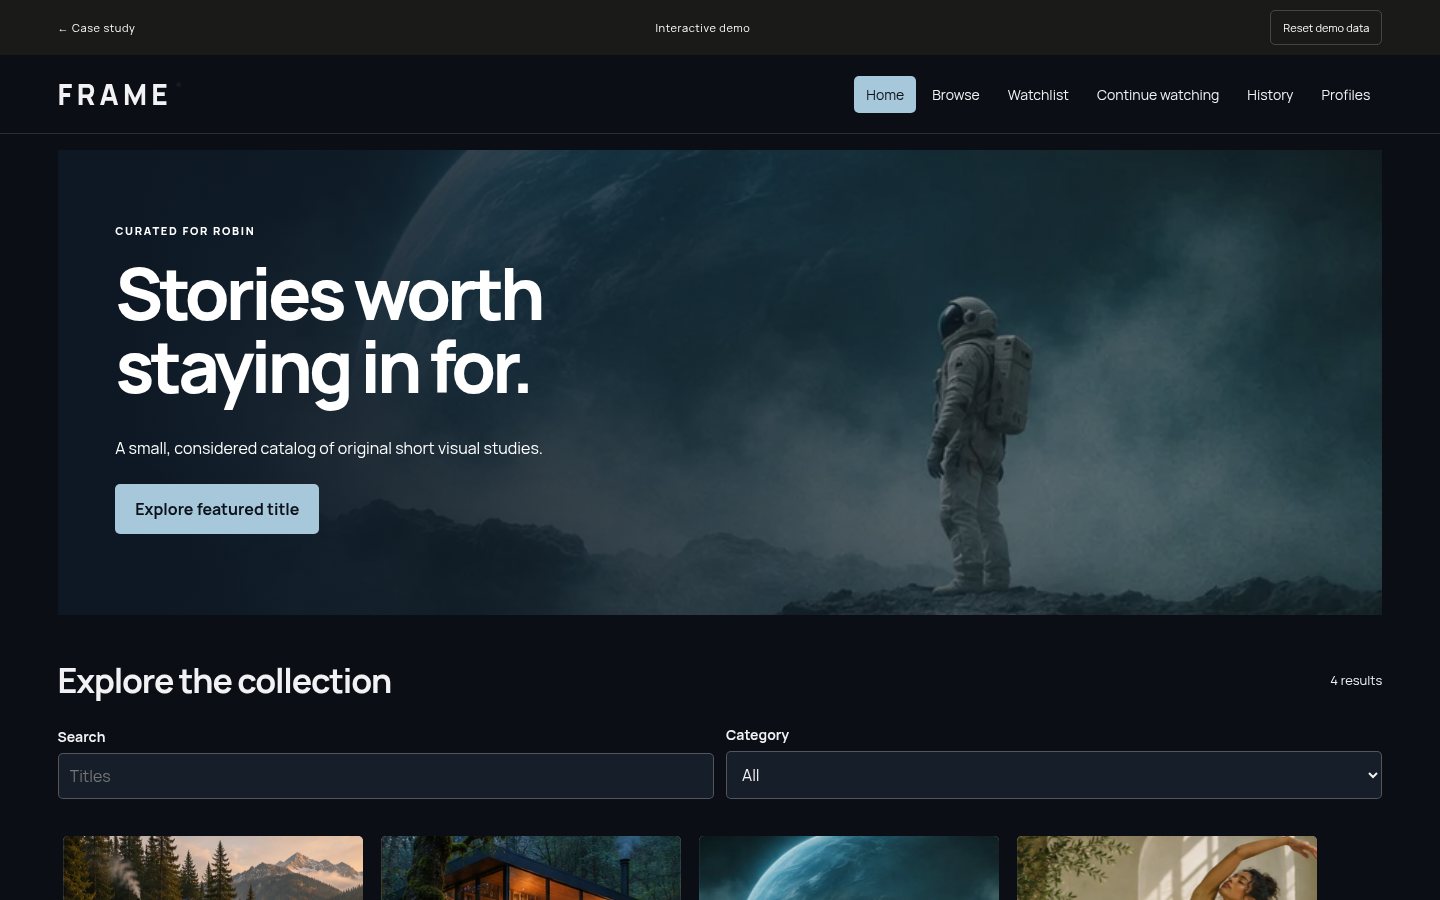 ← Case study
Interactive demo
Reset demo data
FRAME
Home
Browse
Watchlist
Continue watching
History
Profiles
CURATED FOR ROBIN
Stories worth
staying in for.
A small, considered catalog of original short visual studies.
Explore featured title
Explore the collection
4 results
Search
Category
Titles
All